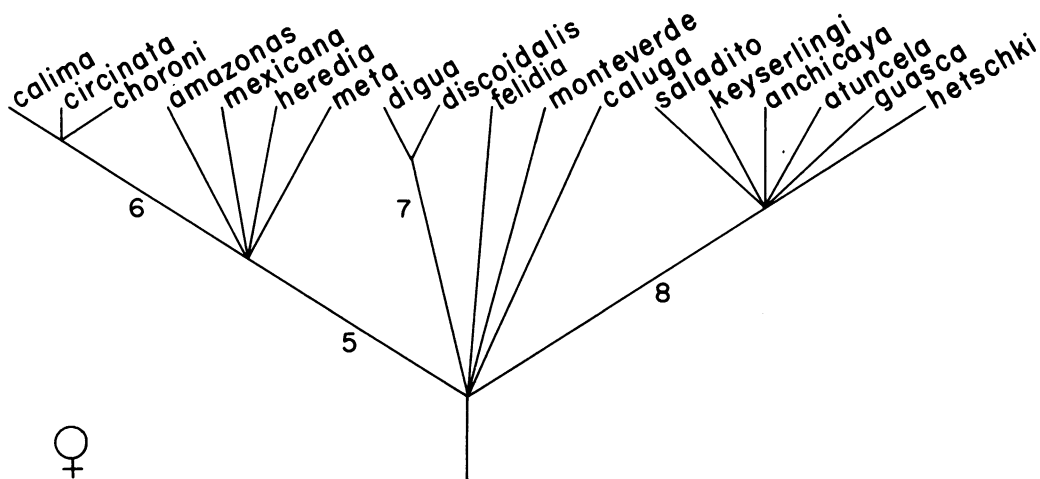 calima
circinata
choroni
amazonas
mexicana
heredia
meta
digua
discoidalis
felidia
monteverde
caluga
saladito
keyserlingi
anchicaya
atuncela
guasca
hetschki
6
7
8
5
♀